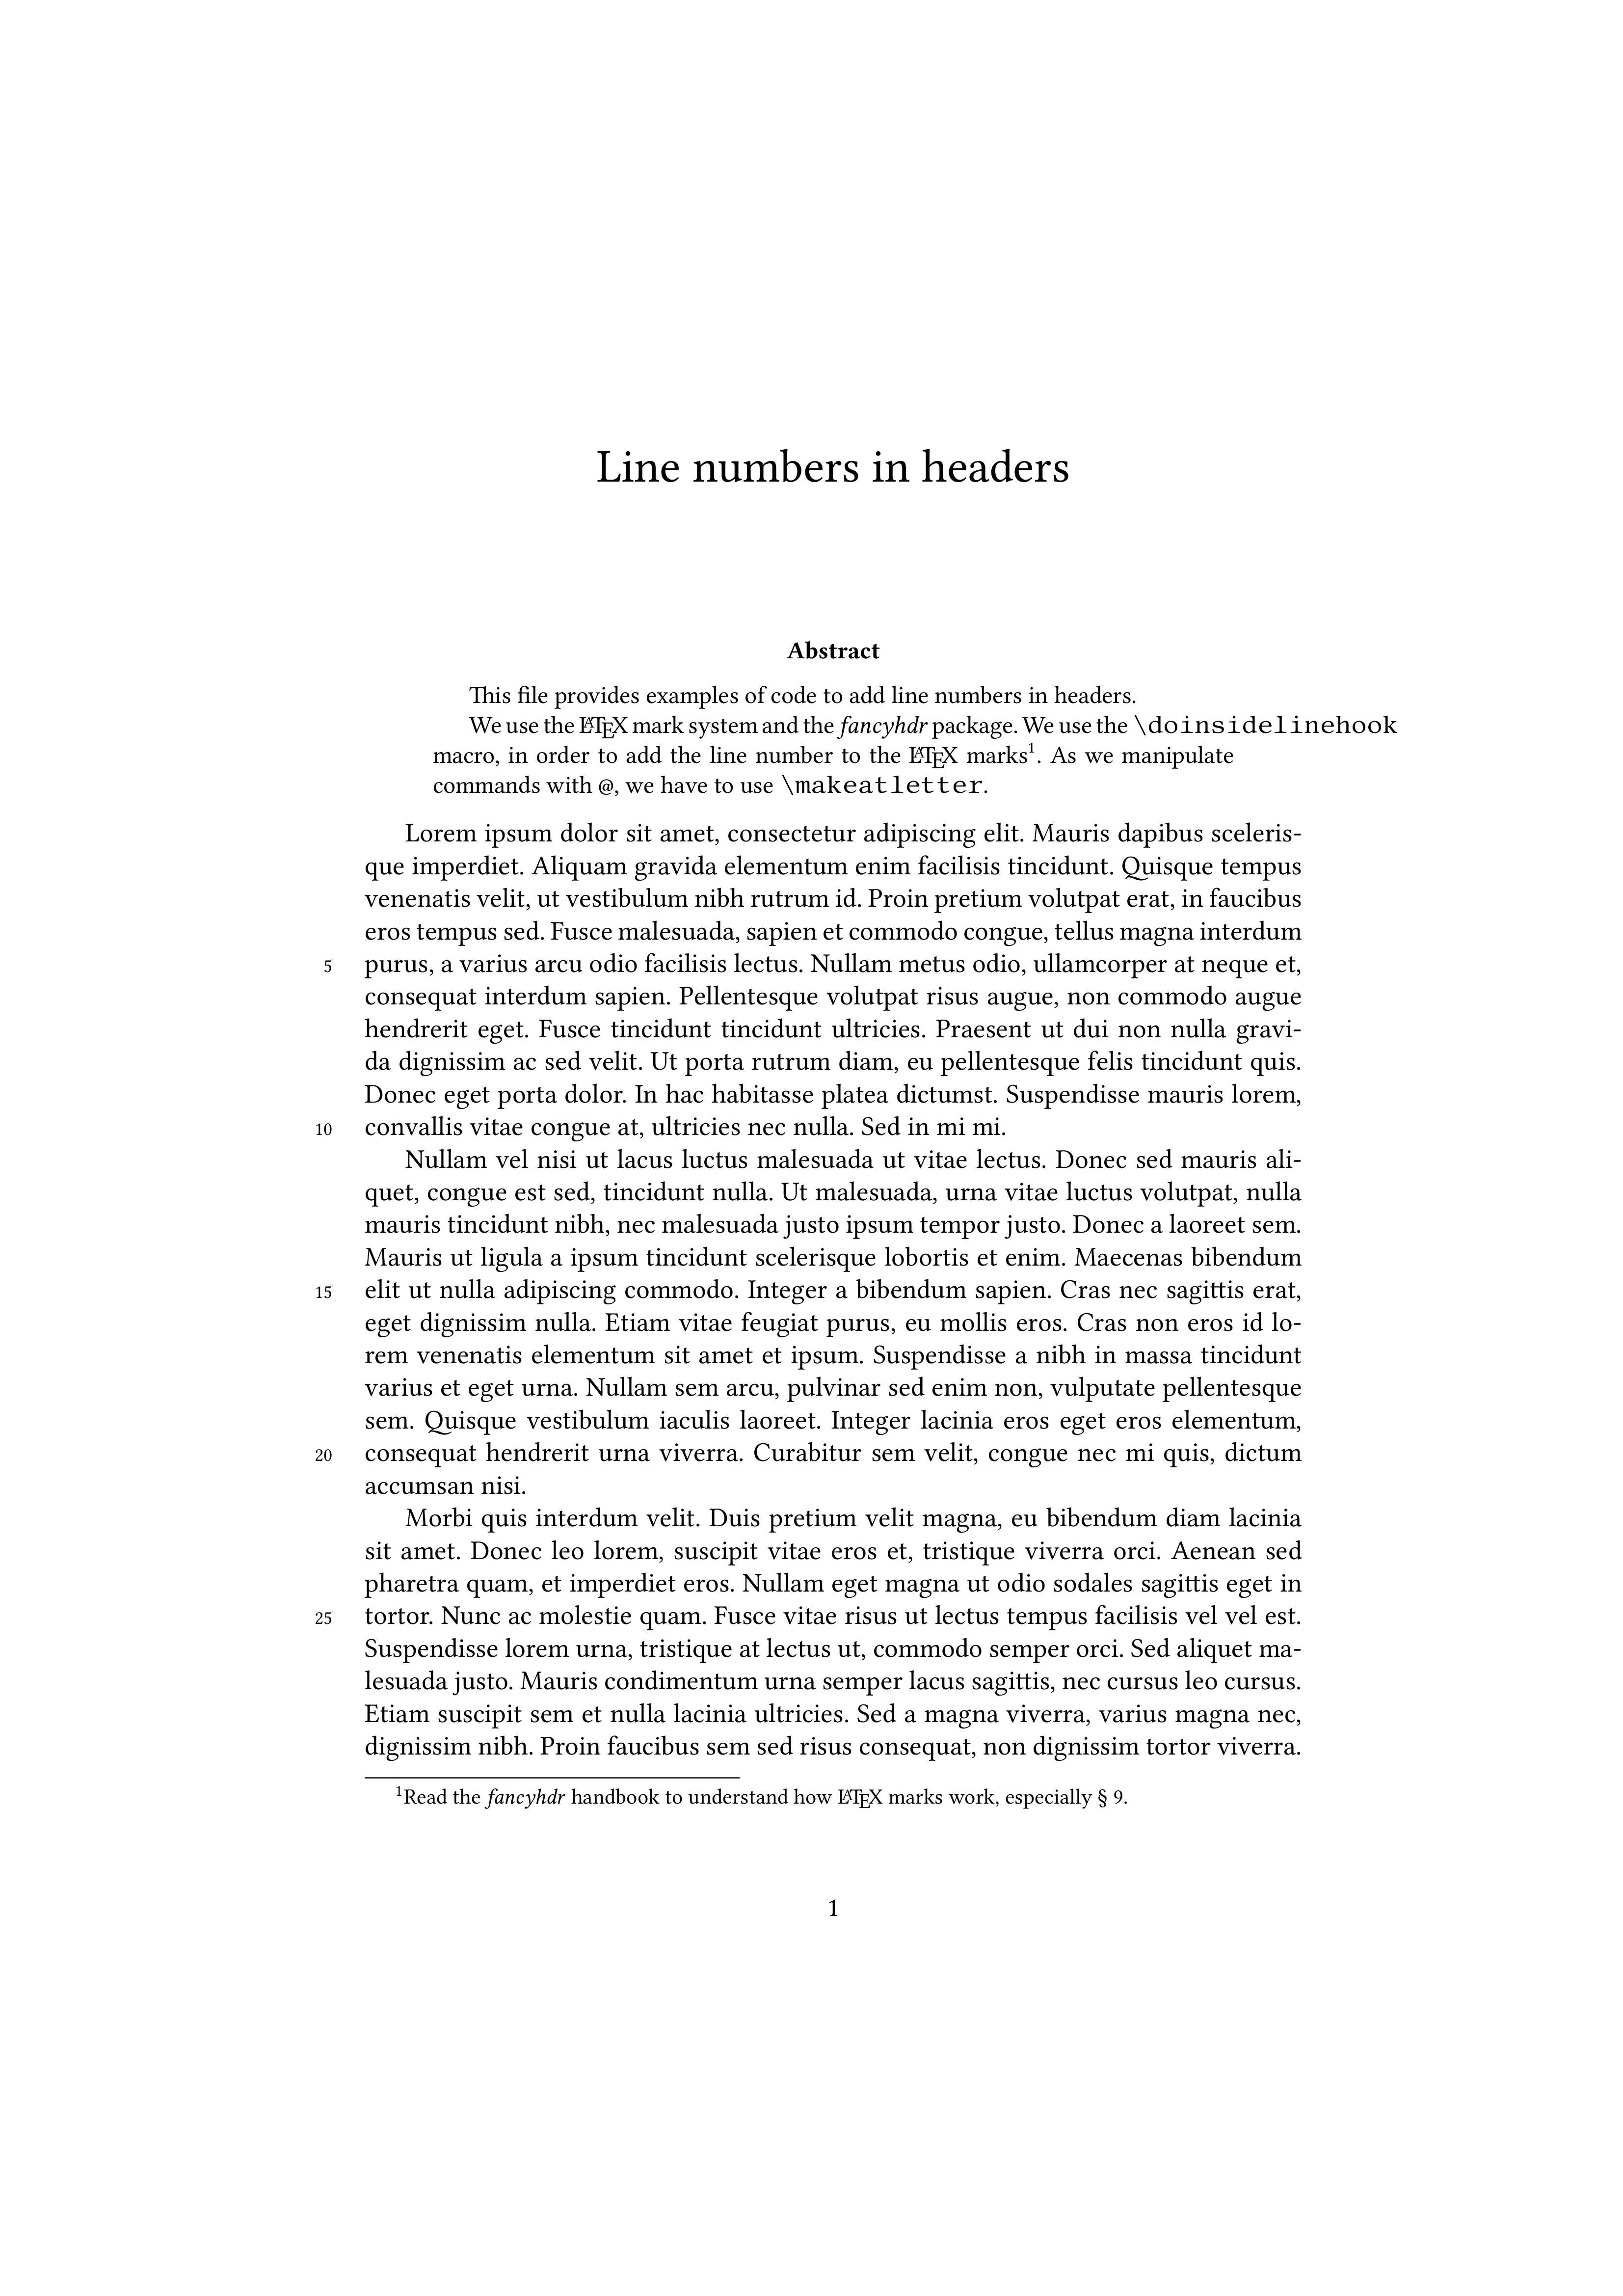 Line numbers in headers
Abstract
This file provides examples of code to add line numbers in headers.
We use the LATEX mark system and the fancyhdr package. We use the \doinsidelinehook
macro, in order to add the line number to the LATEX marks1. As we manipulate
commands with @, we have to use \makeatletter.
Lorem ipsum dolor sit amet, consectetur adipiscing elit. Mauris dapibus sceleris-
que imperdiet. Aliquam gravida elementum enim facilisis tincidunt. Quisque tempus
venenatis velit, ut vestibulum nibh rutrum id. Proin pretium volutpat erat, in faucibus
eros tempus sed. Fusce malesuada, sapien et commodo congue, tellus magna interdum
5 purus, a varius arcu odio facilisis lectus. Nullam metus odio, ullamcorper at neque et,
consequat interdum sapien. Pellentesque volutpat risus augue, non commodo augue
hendrerit eget. Fusce tincidunt tincidunt ultricies. Praesent ut dui non nulla gravi-
da dignissim ac sed velit. Ut porta rutrum diam, eu pellentesque felis tincidunt quis.
Donec eget porta dolor. In hac habitasse platea dictumst. Suspendisse mauris lorem,
10 convallis vitae congue at, ultricies nec nulla. Sed in mi mi.
Nullam vel nisi ut lacus luctus malesuada ut vitae lectus. Donec sed mauris ali-
quet, congue est sed, tincidunt nulla. Ut malesuada, urna vitae luctus volutpat, nulla
mauris tincidunt nibh, nec malesuada justo ipsum tempor justo. Donec a laoreet sem.
Mauris ut ligula a ipsum tincidunt scelerisque lobortis et enim. Maecenas bibendum
15 elit ut nulla adipiscing commodo. Integer a bibendum sapien. Cras nec sagittis erat,
eget dignissim nulla. Etiam vitae feugiat purus, eu mollis eros. Cras non eros id lo-
rem venenatis elementum sit amet et ipsum. Suspendisse a nibh in massa tincidunt
varius et eget urna. Nullam sem arcu, pulvinar sed enim non, vulputate pellentesque
sem. Quisque vestibulum iaculis laoreet. Integer lacinia eros eget eros elementum,
20 consequat hendrerit urna viverra. Curabitur sem velit, congue nec mi quis, dictum
accumsan nisi.
Morbi quis interdum velit. Duis pretium velit magna, eu bibendum diam lacinia
sit amet. Donec leo lorem, suscipit vitae eros et, tristique viverra orci. Aenean sed
pharetra quam, et imperdiet eros. Nullam eget magna ut odio sodales sagittis eget in
25 tortor. Nunc ac molestie quam. Fusce vitae risus ut lectus tempus facilisis vel vel est.
Suspendisse lorem urna, tristique at lectus ut, commodo semper orci. Sed aliquet ma-
lesuada justo. Mauris condimentum urna semper lacus sagittis, nec cursus leo cursus.
Etiam suscipit sem et nulla lacinia ultricies. Sed a magna viverra, varius magna nec,
dignissim nibh. Proin faucibus sem sed risus consequat, non dignissim tortor viverra.
1Read the fancyhdr handbook to understand how LATEX marks work, especially § 9.
1